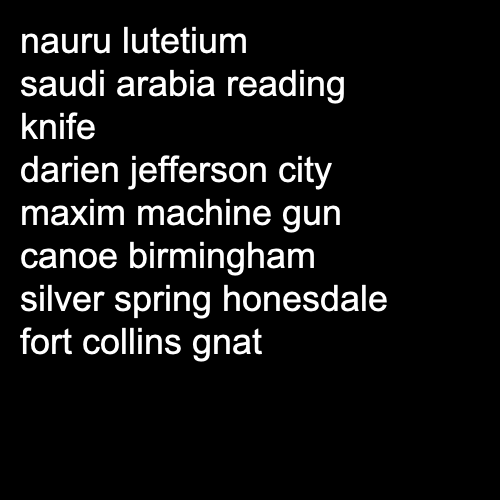 nauru lutetium
saudi arabia reading
knife
darien jefferson city
maxim machine gun
canoe birmingham
silver spring honesdale
fort collins gnat